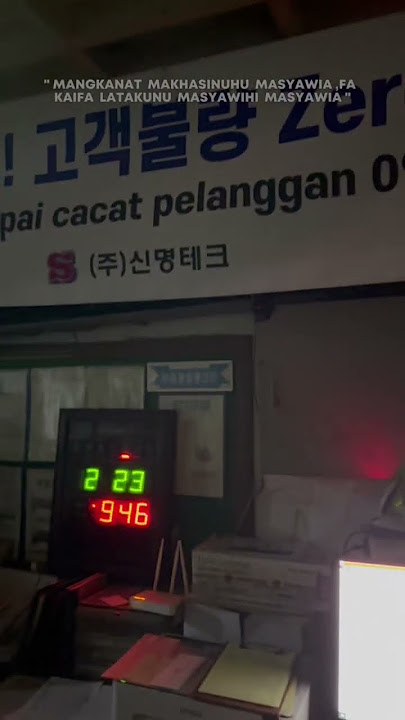 " MANGKANAT MAKHASINUHU MASYAWIA ,FA
KAIFA LATAKUNU MASYAWIHI MASYAWIA "
! 고객불량 Zer
pai cacat pelanggan 0
S (주)신명테크
2 23
946